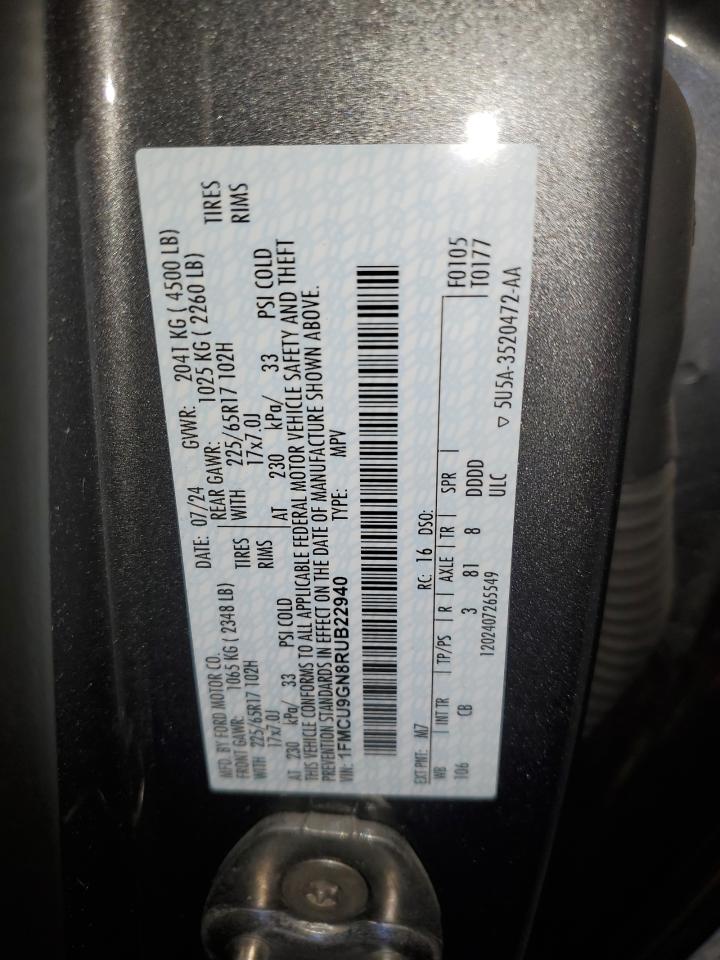 MFD. BY FORD MOTOR CO.
DATE: 07/24 GVWR: 2041 KG ( 4500 LB)
FRONT GAWR: 1065 KG ( 2348 LB)
REAR GAWR: 1025 KG ( 2260 LB)
WITH 225/65R17 102H TIRES
WITH 225/65R17 102H TIRES
17x7.0J RIMS
17x7.0J RIMS
AT 230 kPa/ 33 PSI COLD
AT 230 kPa/ 33 PSI COLD
THIS VEHICLE CONFORMS TO ALL APPLICABLE FEDERAL MOTOR VEHICLE SAFETY AND THEFT
PREVENTION STANDARDS IN EFFECT ON THE DATE OF MANUFACTURE SHOWN ABOVE.
VIN: 1FMCU9GN8RUB22940 TYPE: MPV
EXT PNT: M7 RC: 16 DSO: F0105
WB INT TR TP/PS R AXLE TR SPR T0177
106 CB 3 81 8 DDDD
1202407265549 ULC ▽ 5U5A-3520472-AA